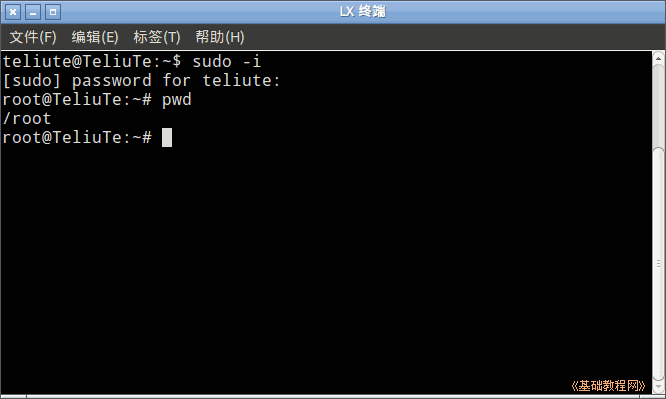 LX 终端
文件(F) 编辑(E) 标签(T) 帮助(H)
teliute@TeliuTe:~$ sudo -i
[sudo] password for teliute:
root@TeliuTe:~# pwd
/root
root@TeliuTe:~#
《基础教程网》